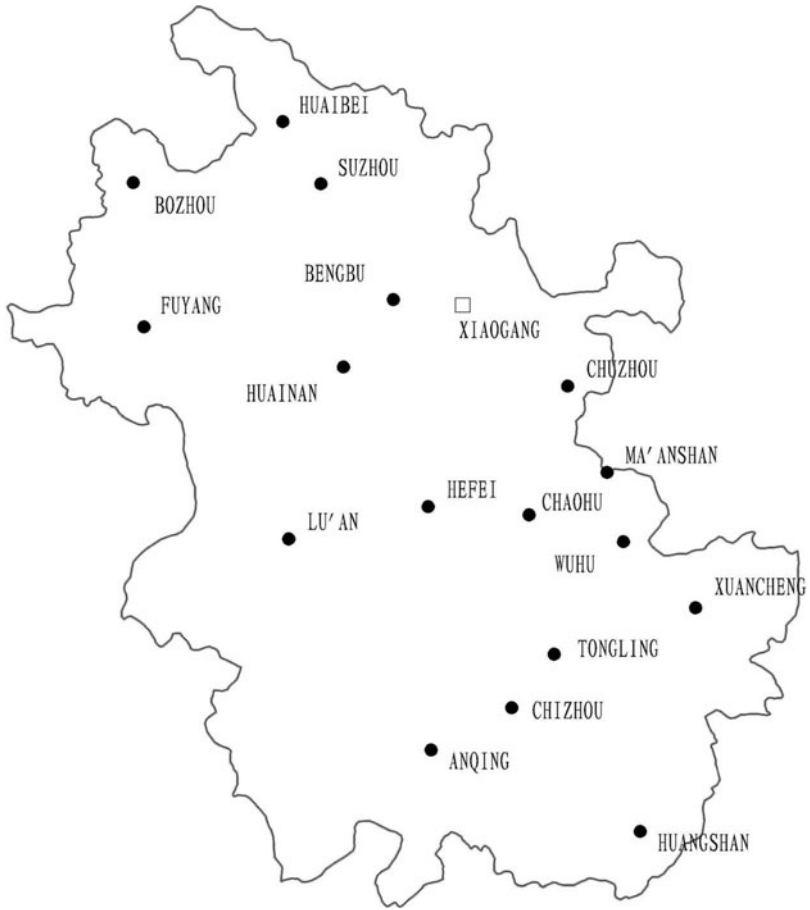 HUAIBEI
SUZHOU
BOZHOU
BENGBU
FUYANG
XIAOGANG
CHUZHOU
HUAINAN
MA'ANSHAN
HEFEI
CHAOHU
LU'AN
WUHU
XUANCHENG
TONGLING
CHIZHOU
ANQING
HUANGSHAN